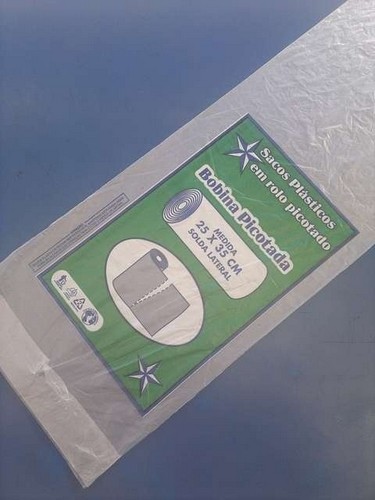 Sacos Plásticos
em rolo picotado
Bobina Picotada
MEDIDA
25 X 35 CM
SOLDA LATERAL